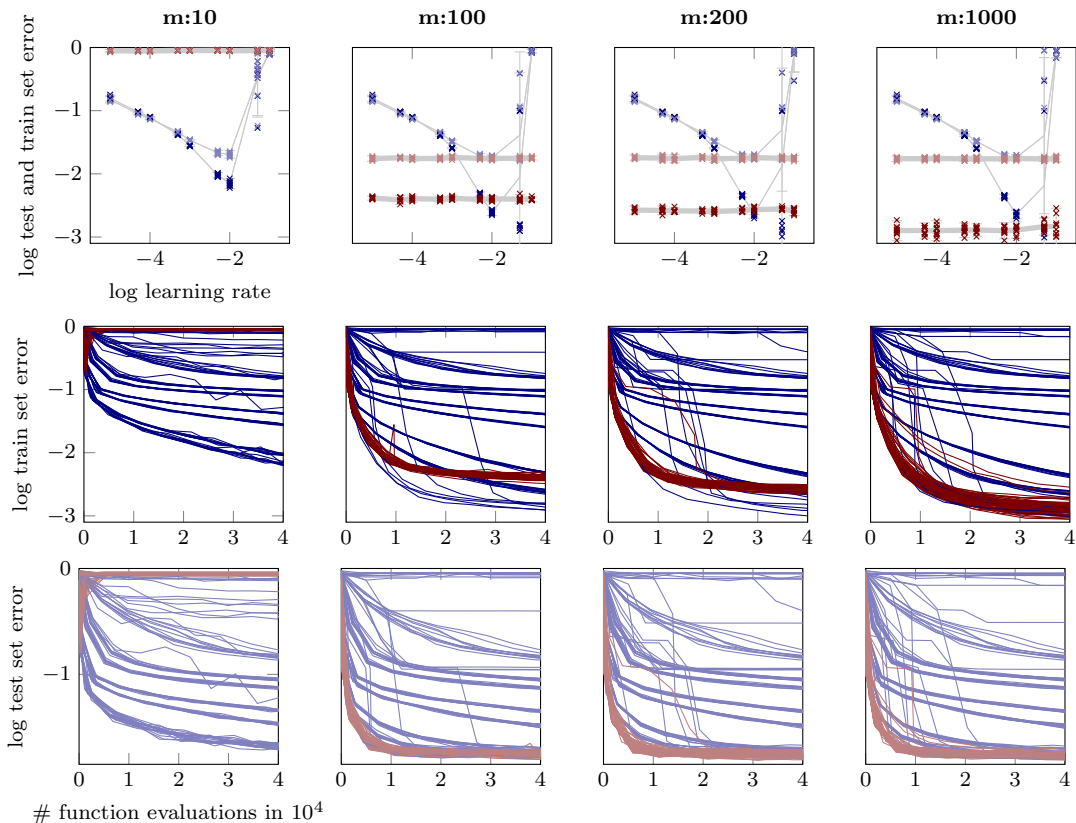 m:10 m:100 m:200 m:1000
log test and train set error
0
−1
−2
−3
−4 −2 −4 −2 −4 −2 −4 −2
log learning rate
log train set error
0
−1
−2
−3
0 1 2 3 4 0 1 2 3 4 0 1 2 3 4 0 1 2 3 4
log test set error
0
−1
0 1 2 3 4 0 1 2 3 4 0 1 2 3 4 0 1 2 3 4
# function evaluations in 10⁴